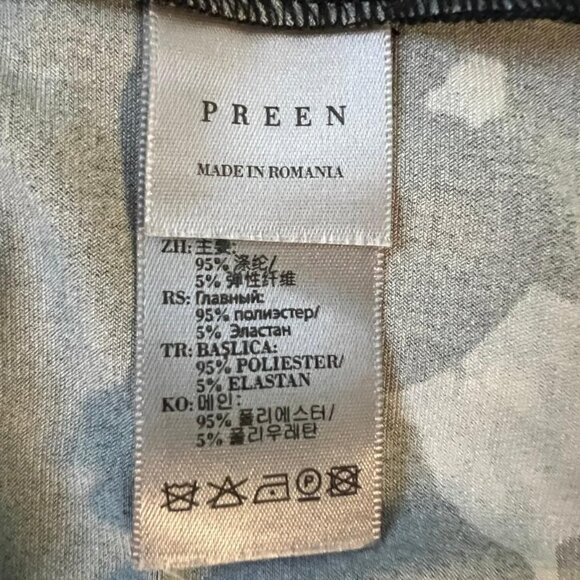 PREEN
MADE IN ROMANIA
ZH: 主要:
95% 涤纶/
5% 弹性纤维
RS: Главный:
95% полиэстер/
5% Эластан
TR: BAŞLICA:
95% POLIESTER/
5% ELASTAN
KO: 메인:
95% 폴리에스터/
5% 폴리우레탄
P